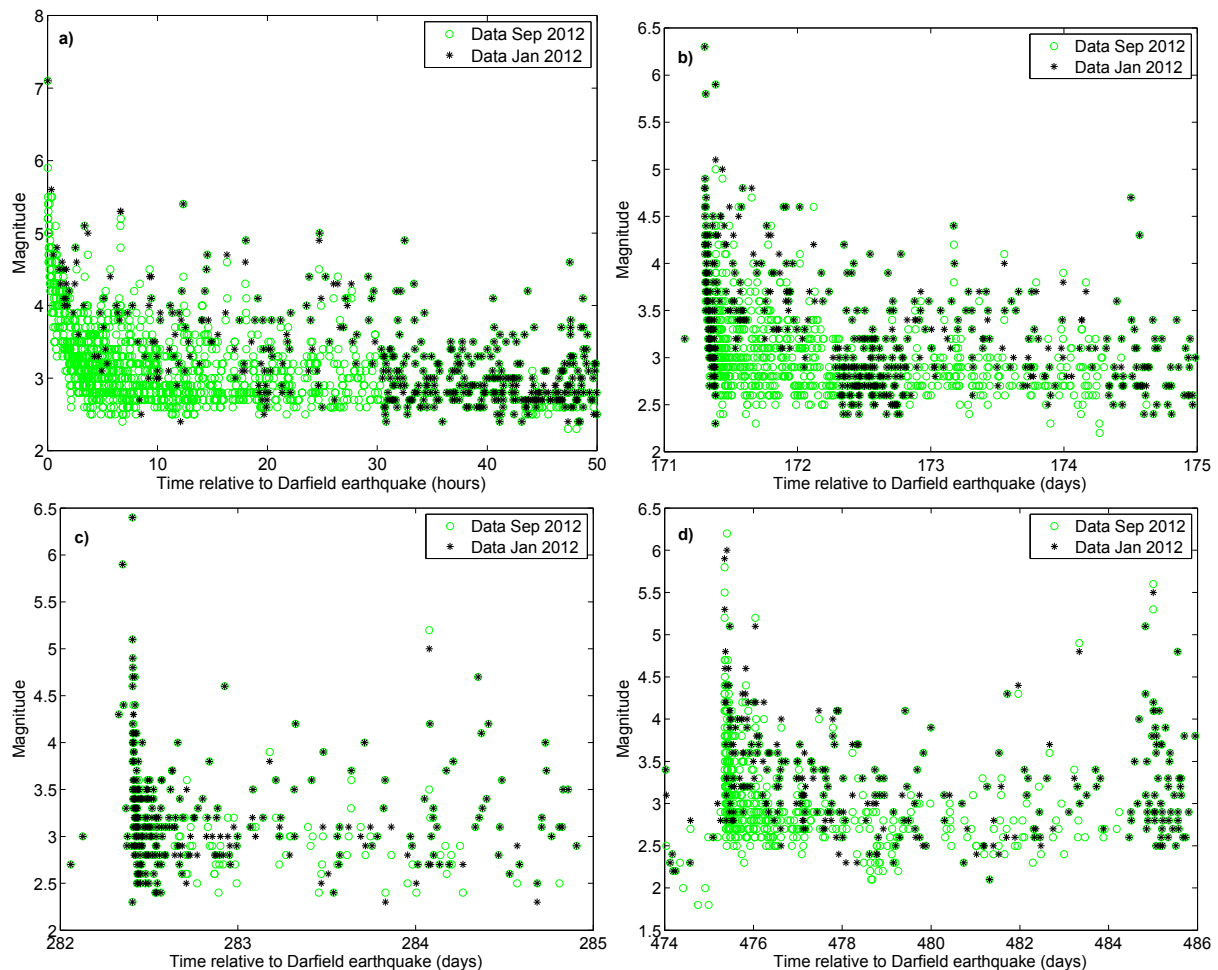 a)
Data Sep 2012
Data Jan 2012
8
7
6
5
4
3
2
Magnitude
0 10 20 30 40 50
Time relative to Darfield earthquake (hours)
b)
Data Sep 2012
Data Jan 2012
6.5
6
5.5
5
4.5
4
3.5
3
2.5
2
Magnitude
171 172 173 174 175
Time relative to Darfield earthquake (days)
c)
Data Sep 2012
Data Jan 2012
6.5
6
5.5
5
4.5
4
3.5
3
2.5
2
Magnitude
282 283 284 285
Time relative to Darfield earthquake (days)
d)
Data Sep 2012
Data Jan 2012
6.5
6
5.5
5
4.5
4
3.5
3
2.5
2
1.5
Magnitude
474 476 478 480 482 484 486
Time relative to Darfield earthquake (days)